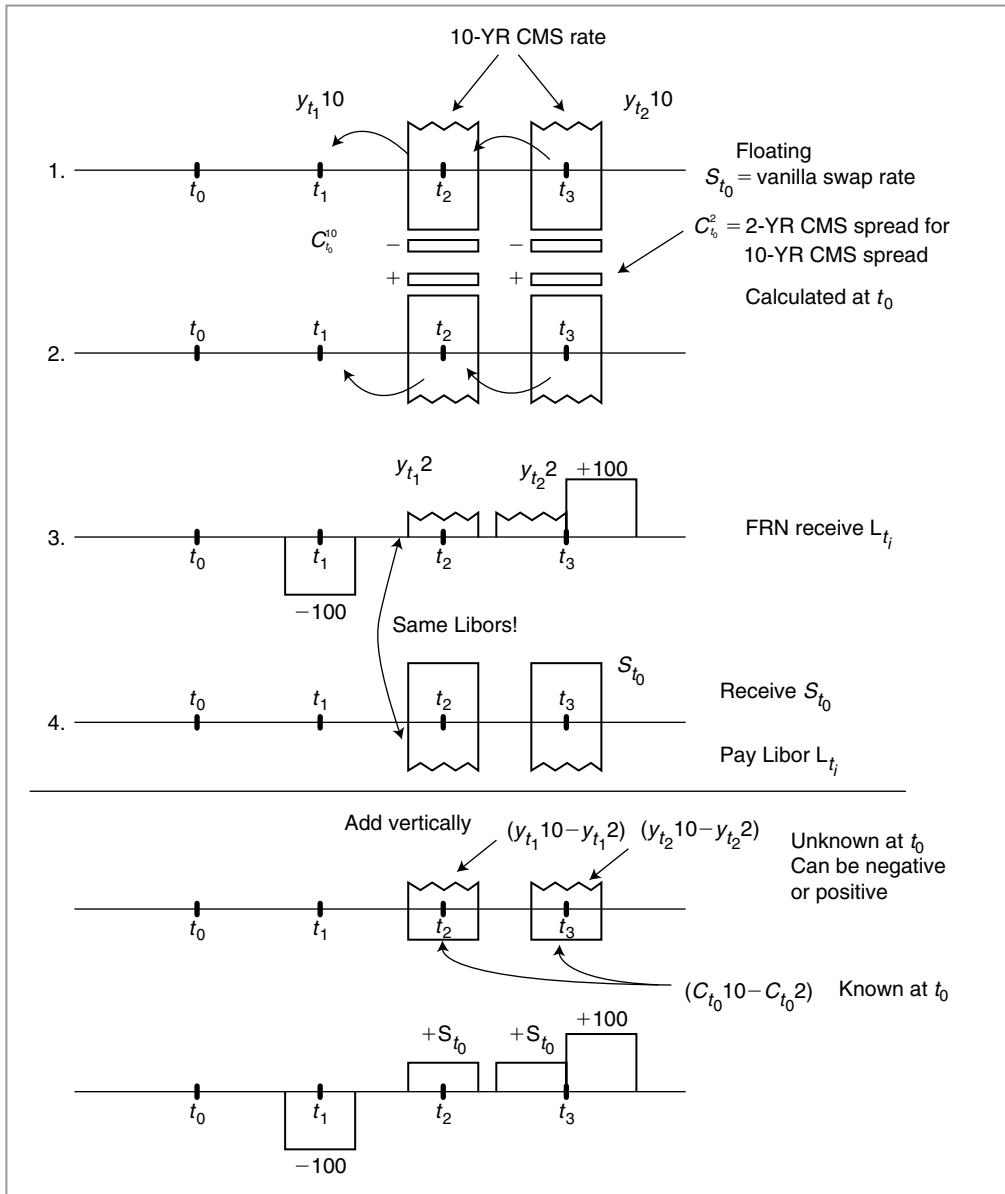 10-YR CMS rate
y_{t_1}10 y_{t_2}10
1.
t_0 t_1 t_2 t_3
Floating
S_{t_0} = vanilla swap rate
C_{t_0}^{10} − −
C_{t_0}^{2} = 2-YR CMS spread for
10-YR CMS spread
+ +
Calculated at t_0
2.
t_0 t_1 t_2 t_3
y_{t_1}2 y_{t_2}2 +100
3.
t_0 t_1 t_2 t_3
FRN receive L_{t_i}
−100
Same Libors!
S_{t_0}
4.
t_0 t_1 t_2 t_3
Receive S_{t_0}
Pay Libor L_{t_i}
Add vertically (y_{t_1}10−y_{t_1}2) (y_{t_2}10−y_{t_2}2)
Unknown at t_0
Can be negative
or positive
t_0 t_1 t_2 t_3
(C_{t_0}10−C_{t_0}2) Known at t_0
+S_{t_0} +S_{t_0} +100
t_0 t_1 t_2 t_3
−100